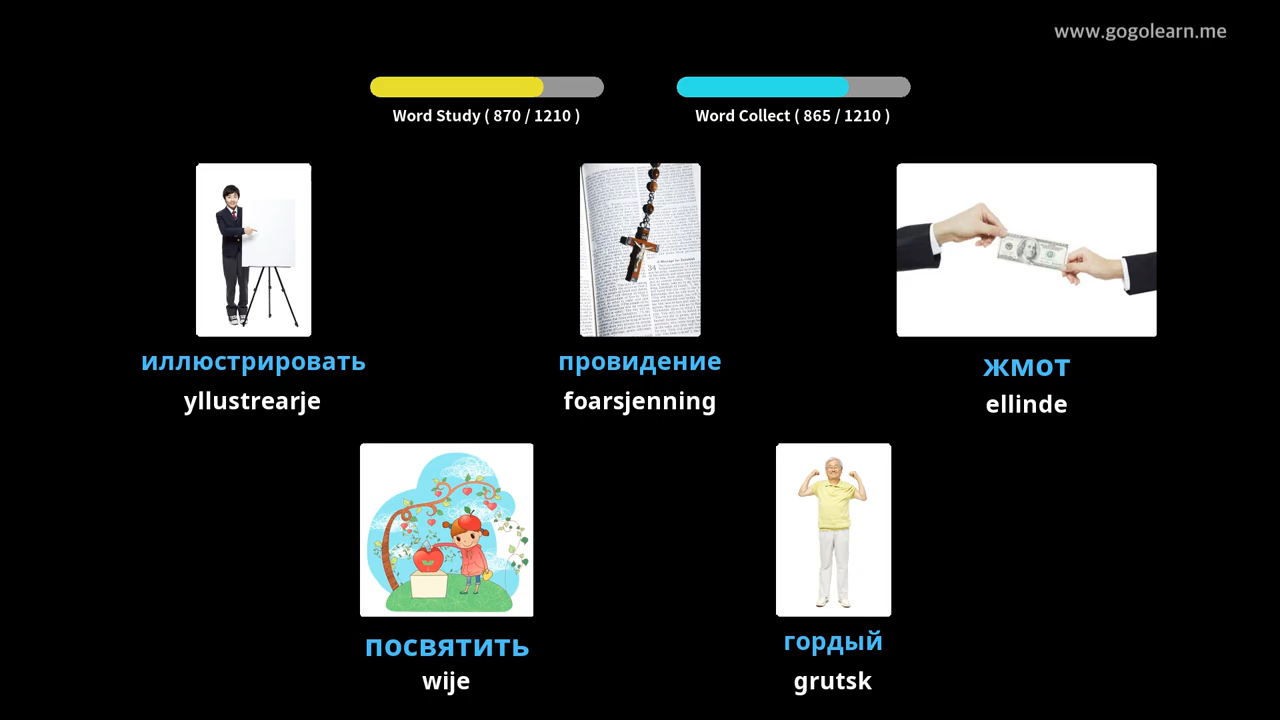 www.gogolearn.me
Word Study ( 870 / 1210 )
Word Collect ( 865 / 1210 )
иллюстрировать
yllustrearje
провидение
foarsjenning
жмот
ellinde
посвятить
wije
гордый
grutsk